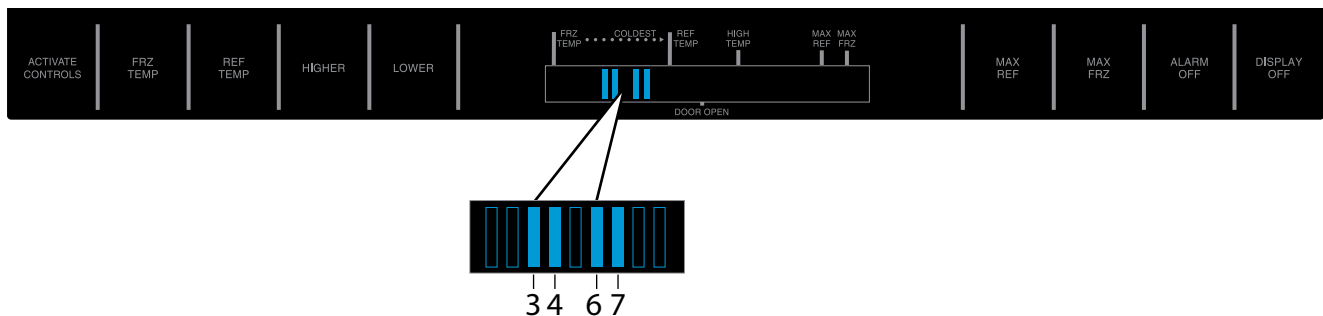 ACTIVATE
CONTROLS
FRZ
TEMP
REF
TEMP
HIGHER
LOWER
FRZ
TEMP
COLDEST
REF
TEMP
HIGH
TEMP
MAX
REF
MAX
FRZ
DOOR OPEN
MAX
REF
MAX
FRZ
ALARM
OFF
DISPLAY
OFF
3 4 6 7